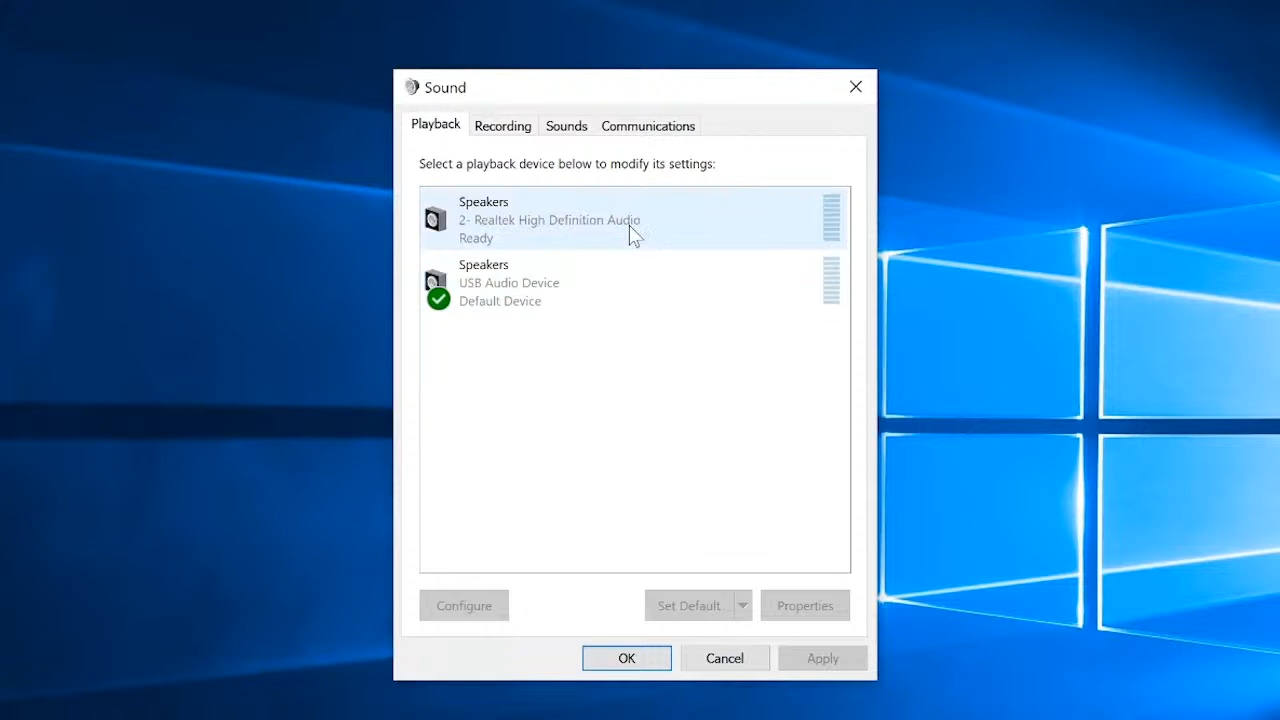 Sound
Playback
Recording
Sounds
Communications
Select a playback device below to modify its settings:
Speakers
2- Realtek High Definition Audio
Ready
Speakers
USB Audio Device
Default Device
Configure
Set Default
Properties
OK
Cancel
Apply